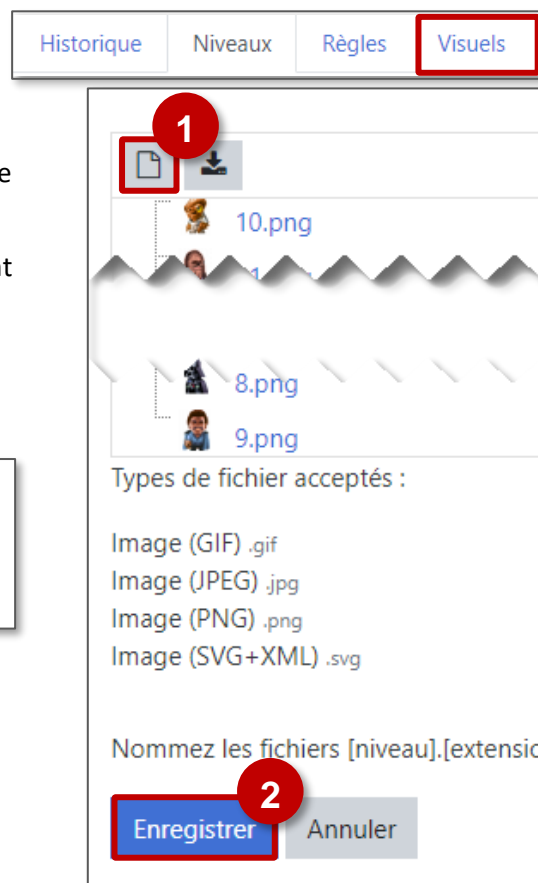 Historique Niveaux Règles Visuels
1
e
t
10.png
8.png
9.png
Types de fichier acceptés :
Image (GIF) .gif
Image (JPEG) .jpg
Image (PNG) .png
Image (SVG+XML) .svg
Nommez les fichiers [niveau].[extensio
2
Enregistrer Annuler